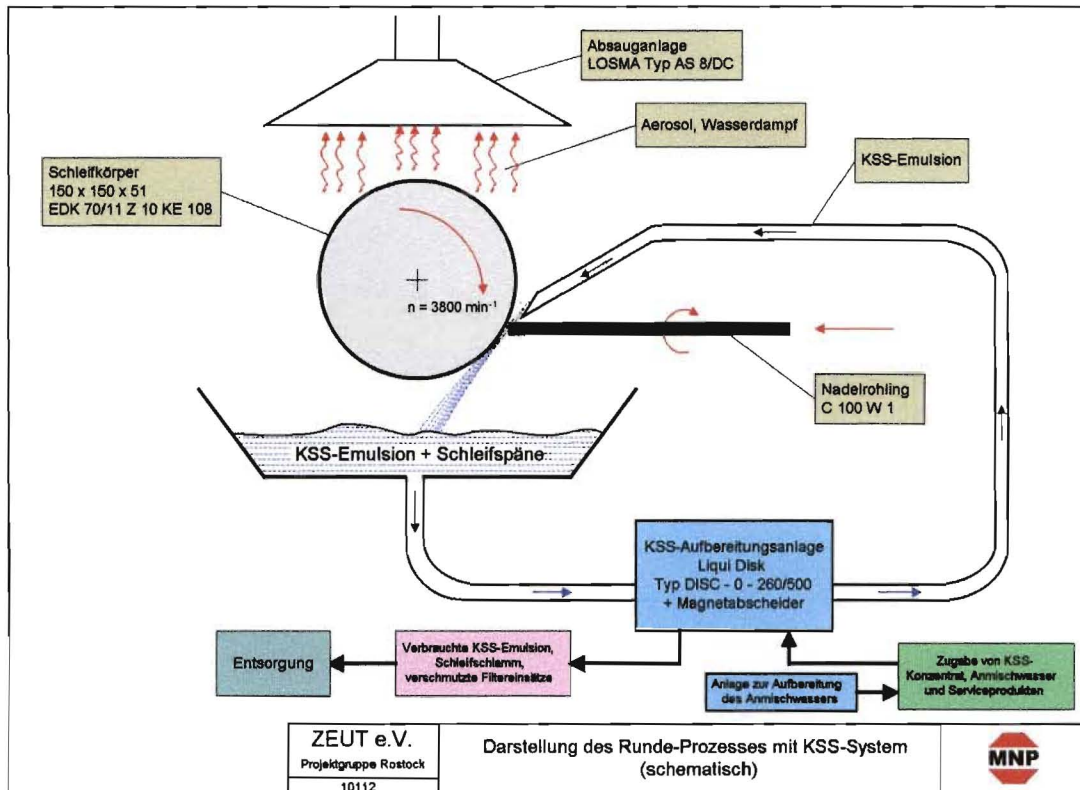 Absauganlage
LOSMA Typ AS 8/DC
Aerosol, Wasserdampf
KSS-Emulsion
Schleifkörper
150 x 150 x 51
EDK 70/11 Z 10 KE 108
n = 3800 min⁻¹
Nadelrohling
C 100 W 1
KSS-Emulsion + Schleifspäne
KSS-Aufbereitungsanlage
Liqui Disk
Typ DISC - 0 - 260/500
+ Magnetabscheider
Entsorgung
Verbrauchte KSS-Emulsion,
Schleifschlamm,
verschmutzte Filtereinsätze
Anlage zur Aufbereitung
des Anmischwassers
Zugabe von KSS-
Konzentrat, Anmischwasser
und Serviceprodukten
ZEUT e.V.
Projektgruppe Rostock
10112
Darstellung des Runde-Prozesses mit KSS-System
(schematisch)
MNP